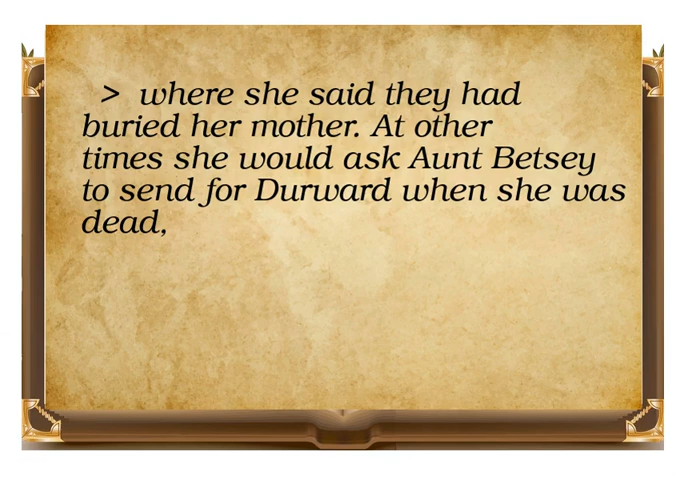 > where she said they had
buried her mother. At other
times she would ask Aunt Betsey
to send for Durward when she was
dead,